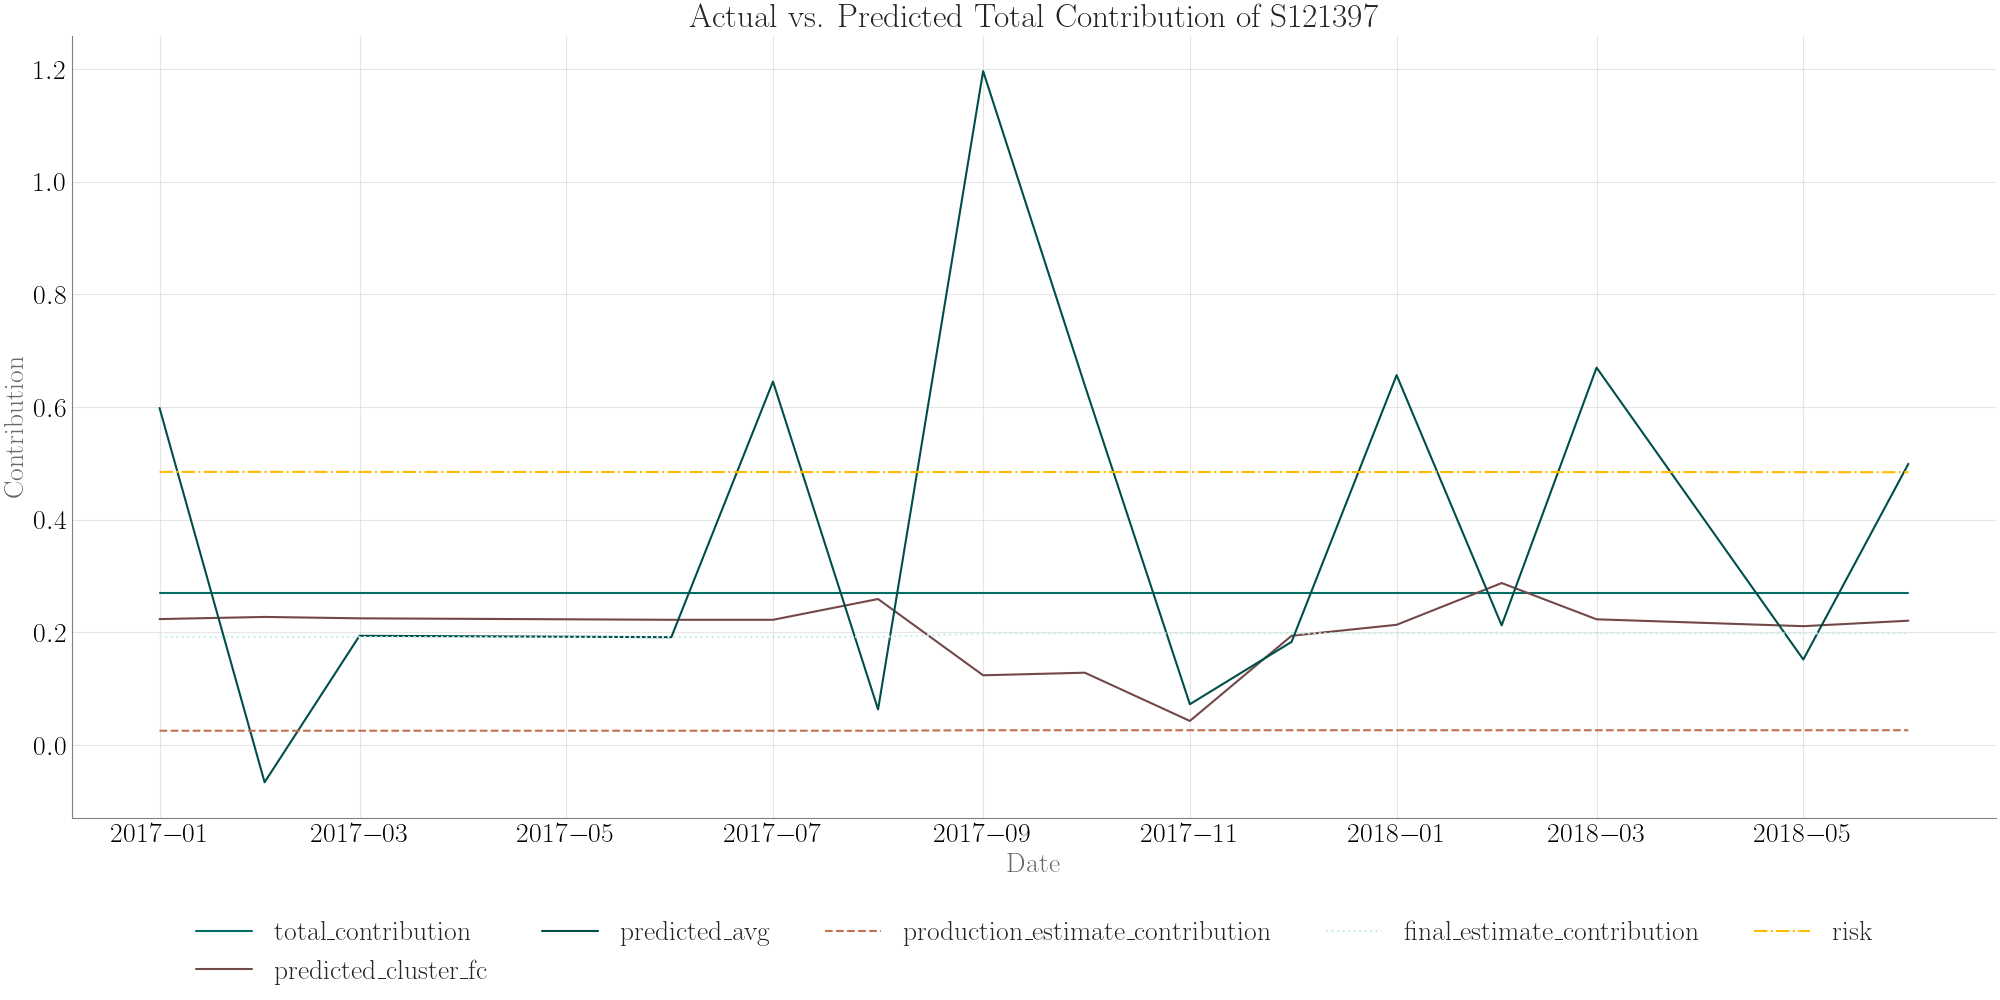 Actual vs. Predicted Total Contribution of S121397
1.2
1.0
0.8
0.6
0.4
0.2
0.0
Contribution
2017–01 2017–03 2017–05 2017–07 2017–09 2017–11 2018–01 2018–03 2018–05
Date
total_contribution predicted_avg production_estimate_contribution final_estimate_contribution risk
predicted_cluster_fc